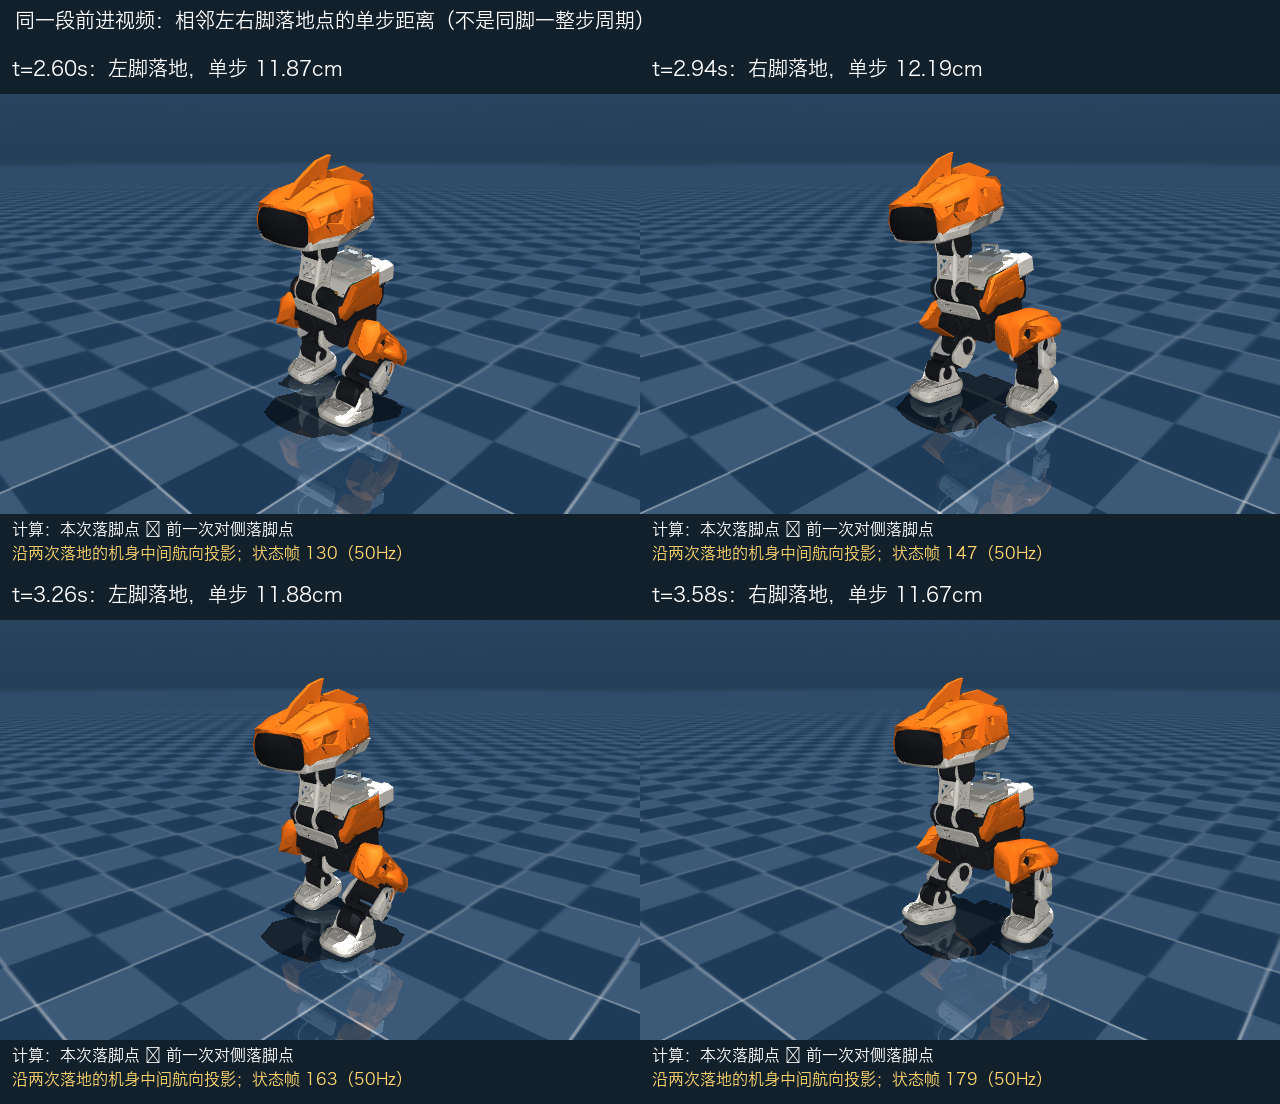 同一段前进视频：相邻左右脚落地点的单步距离（不是同脚一整步周期）
t=2.60s：左脚落地，单步 11.87cm
t=2.94s：右脚落地，单步 12.19cm
计算：本次落脚点 ☒ 前一次对侧落脚点
沿两次落地的机身中间航向投影；状态帧 130（50Hz）
计算：本次落脚点 ☒ 前一次对侧落脚点
沿两次落地的机身中间航向投影；状态帧 147（50Hz）
t=3.26s：左脚落地，单步 11.88cm
t=3.58s：右脚落地，单步 11.67cm
计算：本次落脚点 ☒ 前一次对侧落脚点
沿两次落地的机身中间航向投影；状态帧 163（50Hz）
计算：本次落脚点 ☒ 前一次对侧落脚点
沿两次落地的机身中间航向投影；状态帧 179（50Hz）